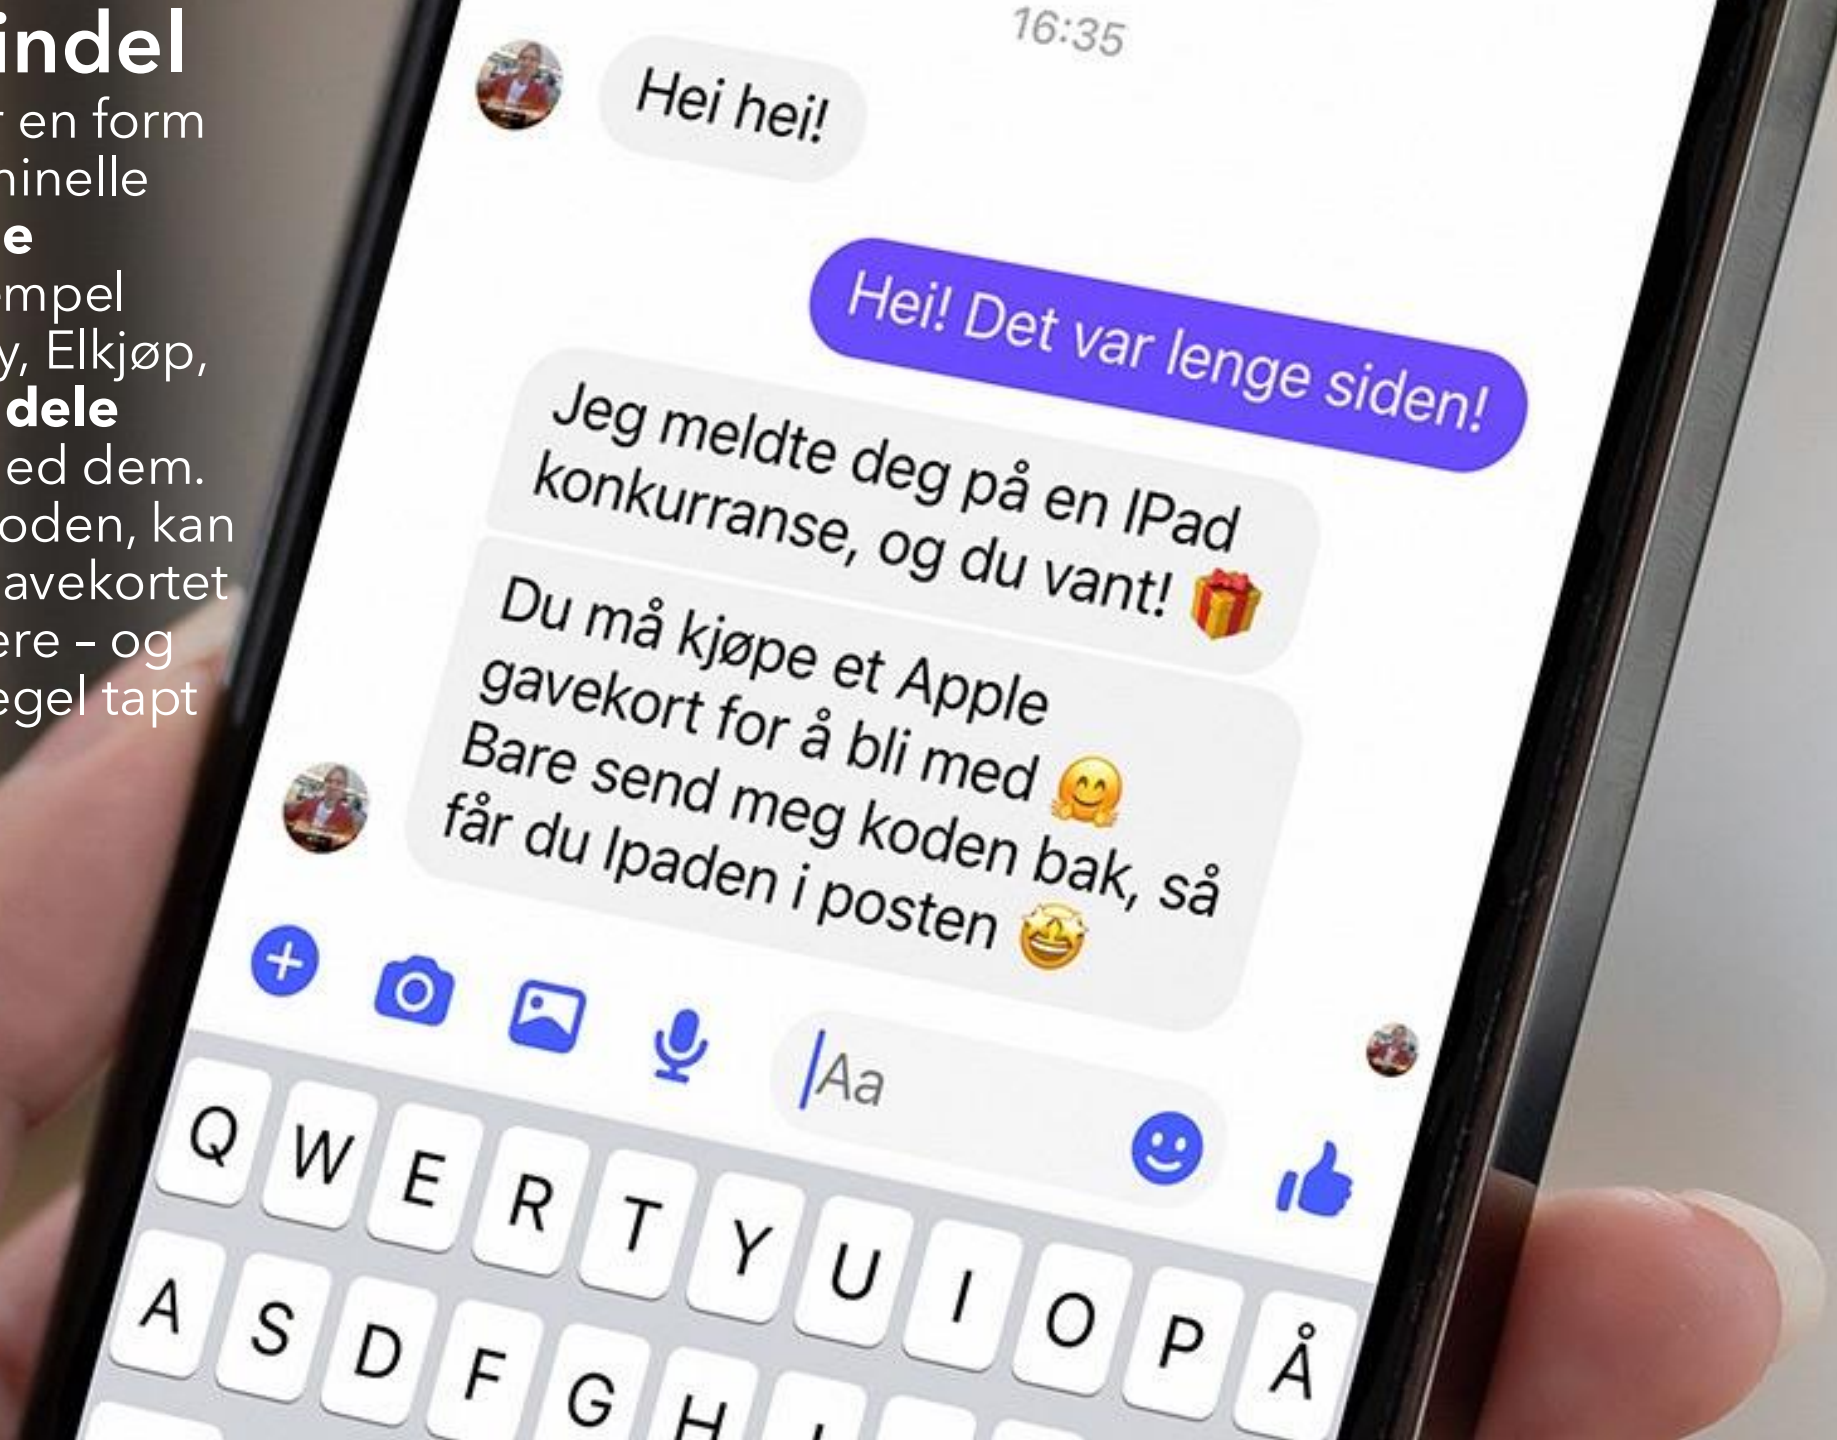 indel
r en form
ninelle
e
empel
y, Elkjøp,
dele
ed dem.
oden, kan
avekortet
ere – og
egel tapt
16:35
Hei hei!
Hei! Det var lenge siden!
Jeg meldte deg på en IPad
konkurranse, og du vant! 🎁
Du må kjøpe et Apple
gavekort for å bli med 🤗
Bare send meg koden bak, så
får du Ipaden i posten 🤩
Aa
Q W E R T Y U I O P Å
A S D F G H